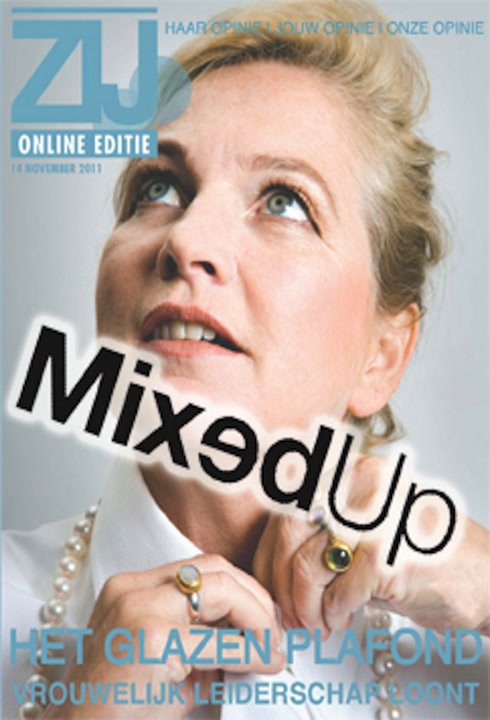 HAAR OPINIE | JOUW OPINIE | ONZE OPINIE
ZIJ
ONLINE EDITIE
14 NOVEMBER 2011
MixedUp
HET GLAZEN PLAFOND
VROUWELIJK LEIDERSCHAP LOONT